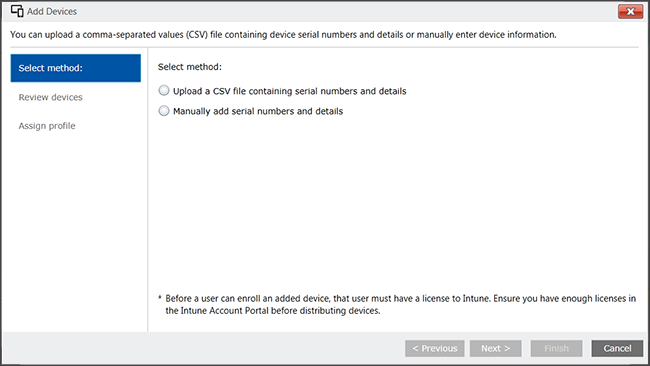 Add Devices
You can upload a comma-separated values (CSV) file containing device serial numbers and details or manually enter device information.
Select method:
Review devices
Assign profile
Select method:
Upload a CSV file containing serial numbers and details
Manually add serial numbers and details
* Before a user can enroll an added device, that user must have a license to Intune. Ensure you have enough licenses in
the Intune Account Portal before distributing devices.
< Previous
Next >
Finish
Cancel